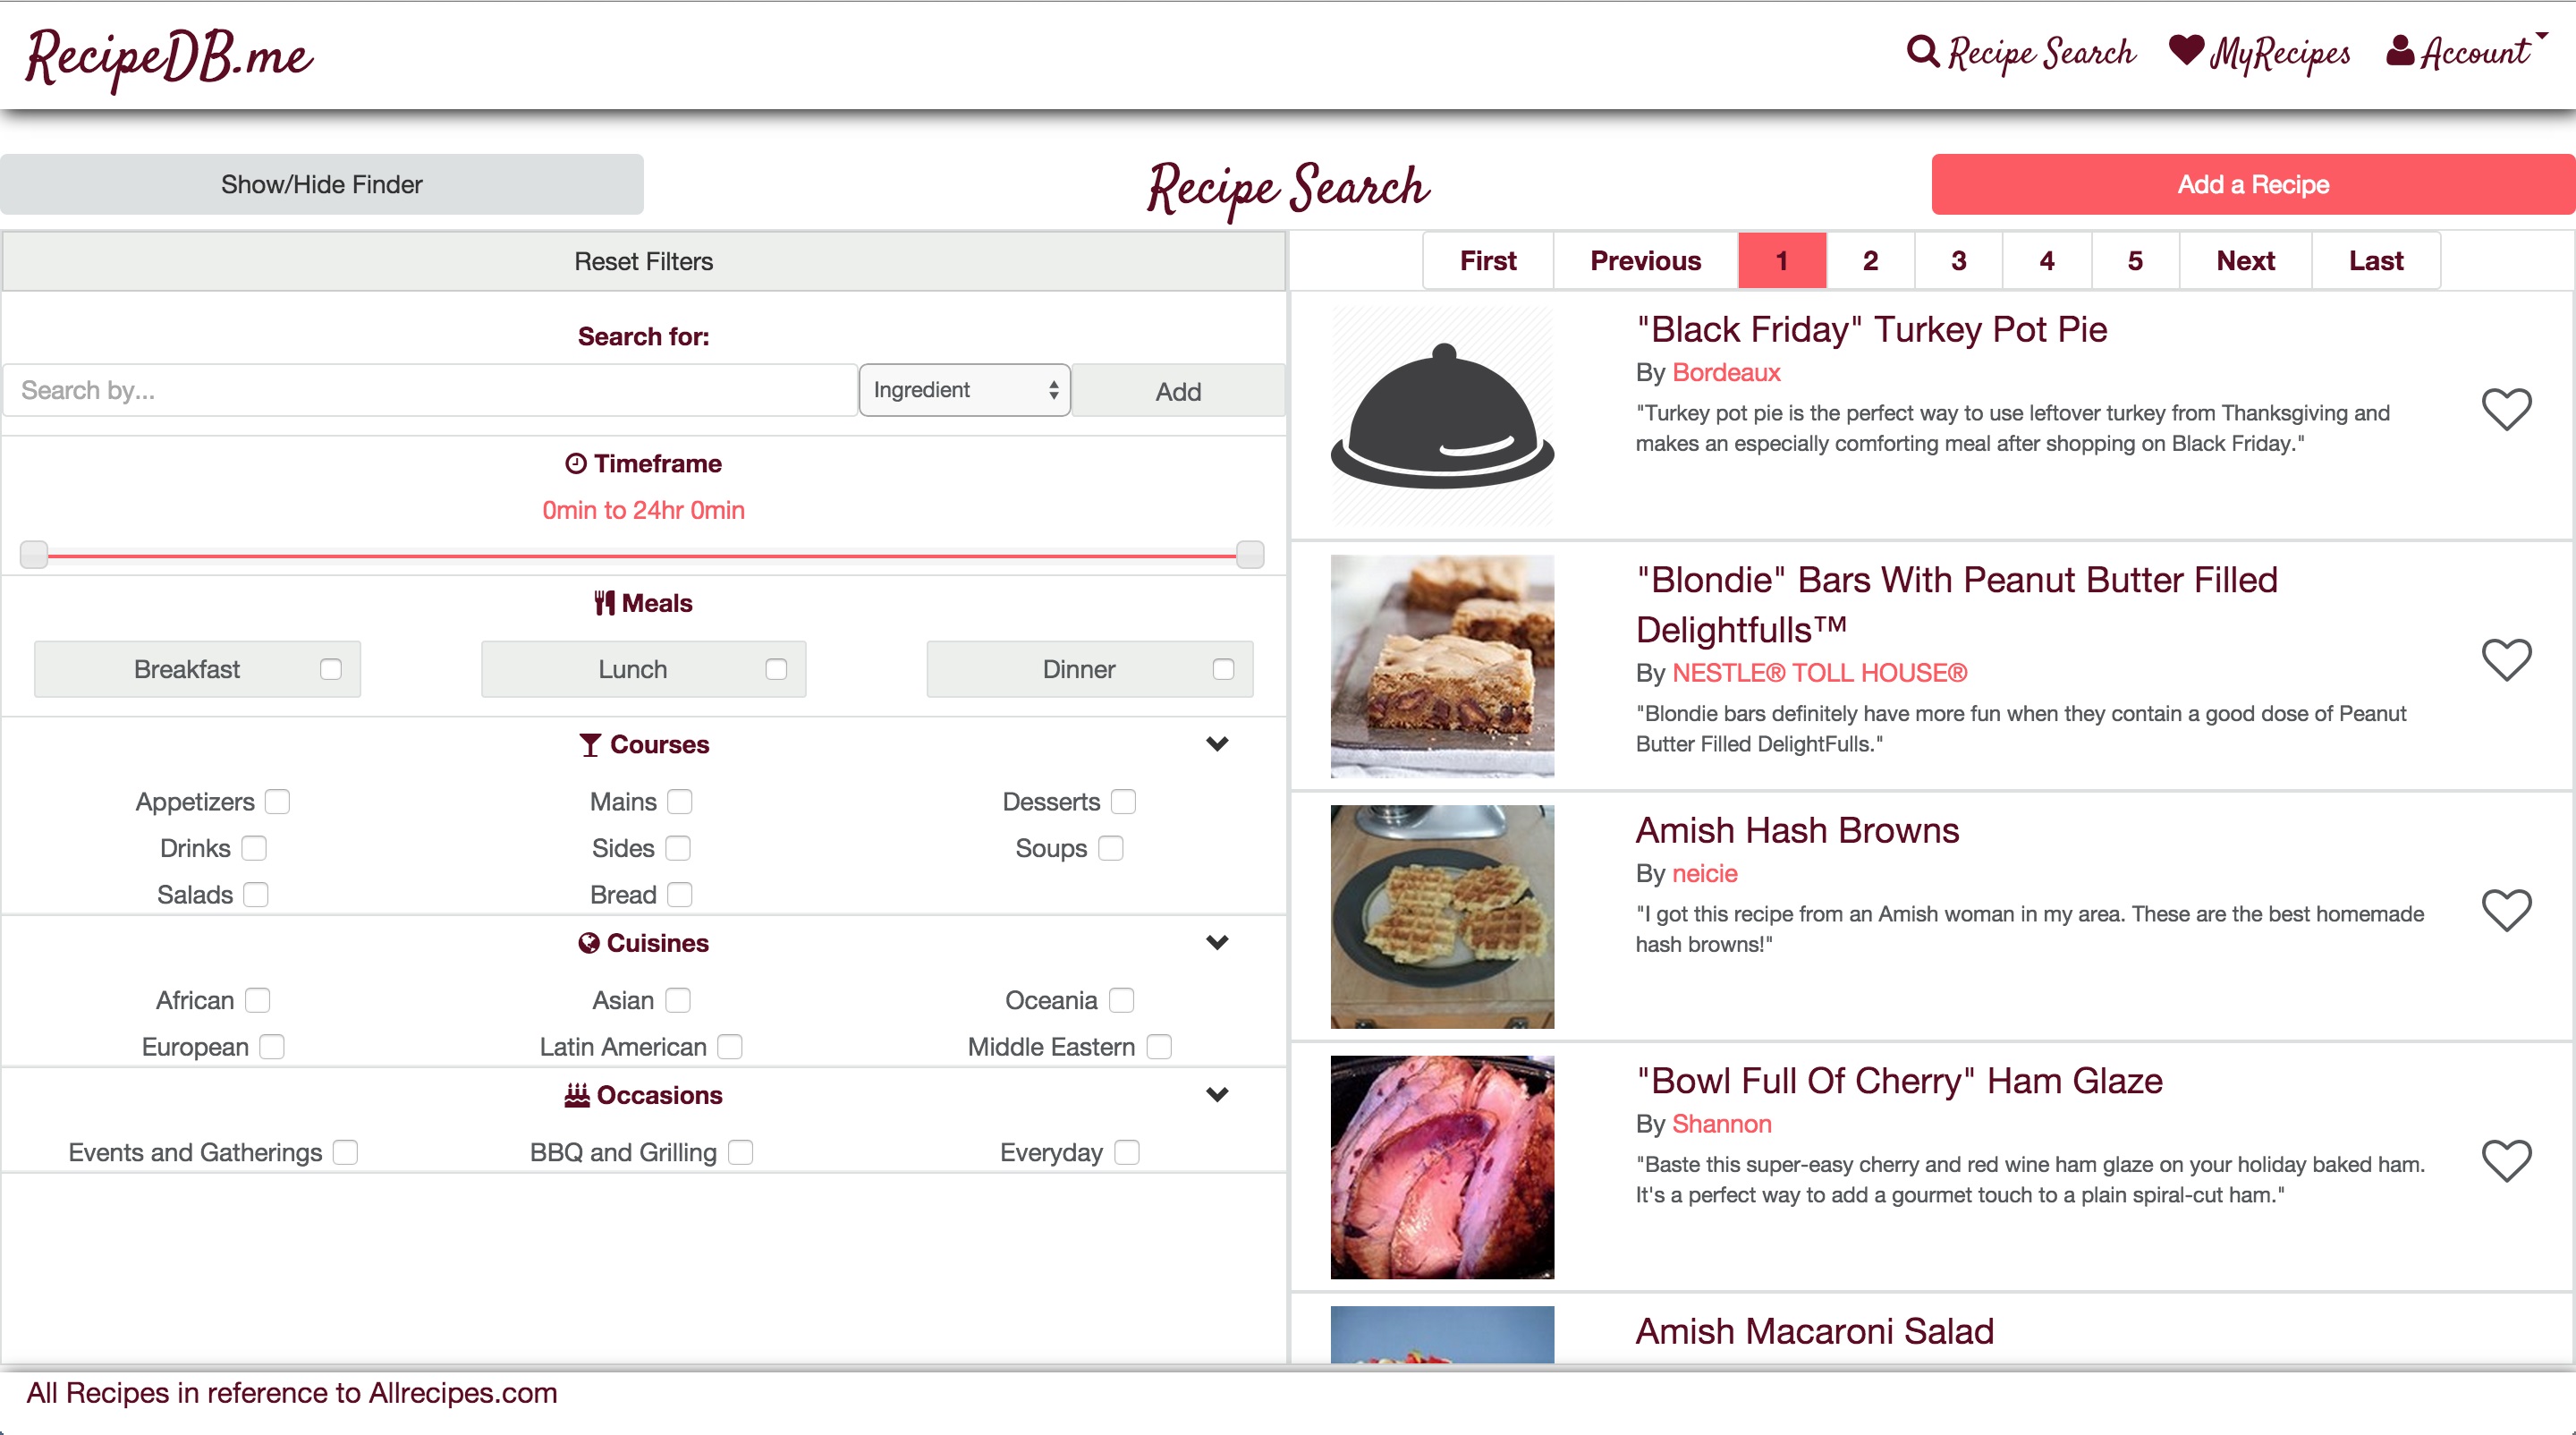 RecipeDB.me
Recipe Search MyRecipes Account
Show/Hide Finder
Recipe Search
Add a Recipe
Reset Filters
Search for:
Search by...
Ingredient
Add
Timeframe
0min to 24hr 0min
Meals
Breakfast
Lunch
Dinner
Courses
Appetizers Mains Desserts
Drinks Sides Soups
Salads Bread
Cuisines
African Asian Oceania
European Latin American Middle Eastern
Occasions
Events and Gatherings BBQ and Grilling Everyday
First Previous 1 2 3 4 5 Next Last
"Black Friday" Turkey Pot Pie
By Bordeaux
"Turkey pot pie is the perfect way to use leftover turkey from Thanksgiving and
makes an especially comforting meal after shopping on Black Friday."
"Blondie" Bars With Peanut Butter Filled
Delightfulls™
By NESTLE® TOLL HOUSE®
"Blondie bars definitely have more fun when they contain a good dose of Peanut
Butter Filled DelightFulls."
Amish Hash Browns
By neicie
"I got this recipe from an Amish woman in my area. These are the best homemade
hash browns!"
"Bowl Full Of Cherry" Ham Glaze
By Shannon
"Baste this super-easy cherry and red wine ham glaze on your holiday baked ham.
It's a perfect way to add a gourmet touch to a plain spiral-cut ham."
Amish Macaroni Salad
All Recipes in reference to Allrecipes.com